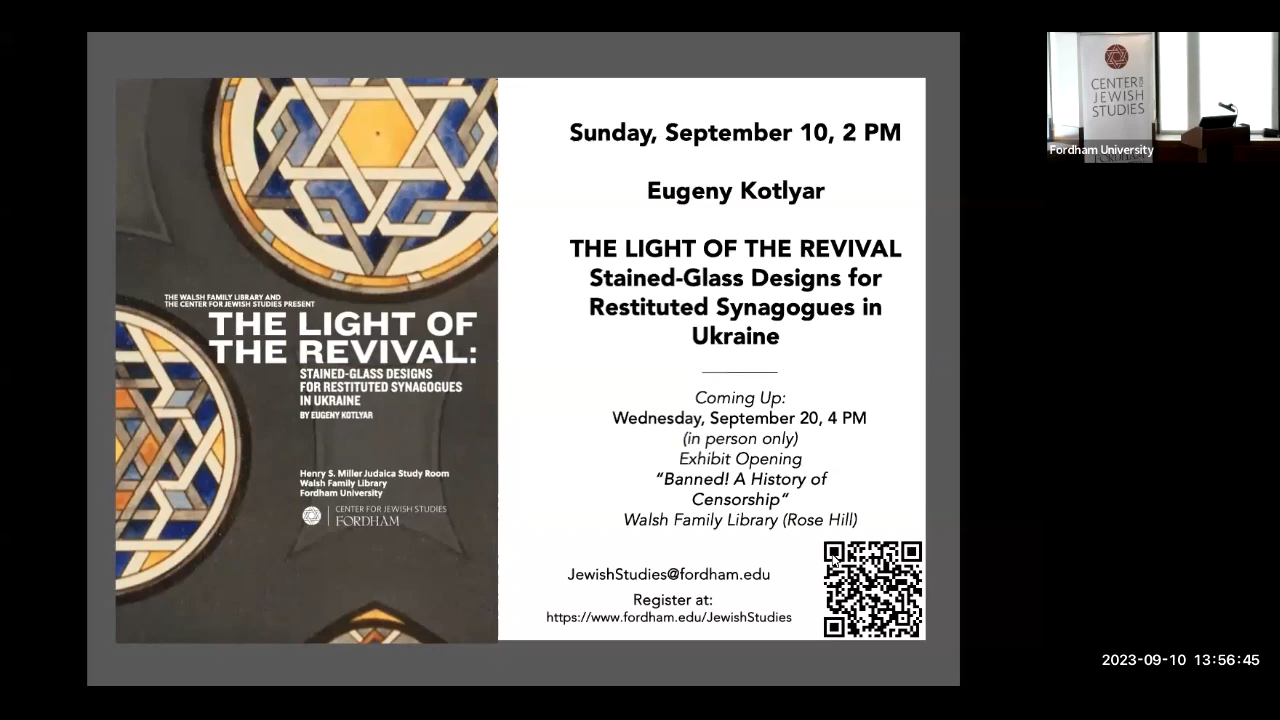 THE WALSH FAMILY LIBRARY AND
THE CENTER FOR JEWISH STUDIES PRESENT
THE LIGHT OF
THE REVIVAL:
STAINED-GLASS DESIGNS
FOR RESTITUTED SYNAGOGUES
IN UKRAINE
BY EUGENY KOTLYAR
Henry S. Miller Judaica Study Room
Walsh Family Library
Fordham University
CENTER FOR JEWISH STUDIES
FORDHAM
Sunday, September 10, 2 PM
Eugeny Kotlyar
THE LIGHT OF THE REVIVAL
Stained-Glass Designs for
Restituted Synagogues in
Ukraine
Coming Up:
Wednesday, September 20, 4 PM
(in person only)
Exhibit Opening
“Banned! A History of
Censorship“
Walsh Family Library (Rose Hill)
JewishStudies@fordham.edu
Register at:
https://www.fordham.edu/JewishStudies
CENTER FOR
JEWISH
STUDIES
FORDHAM
Fordham University
2023-09-10 13:56:45